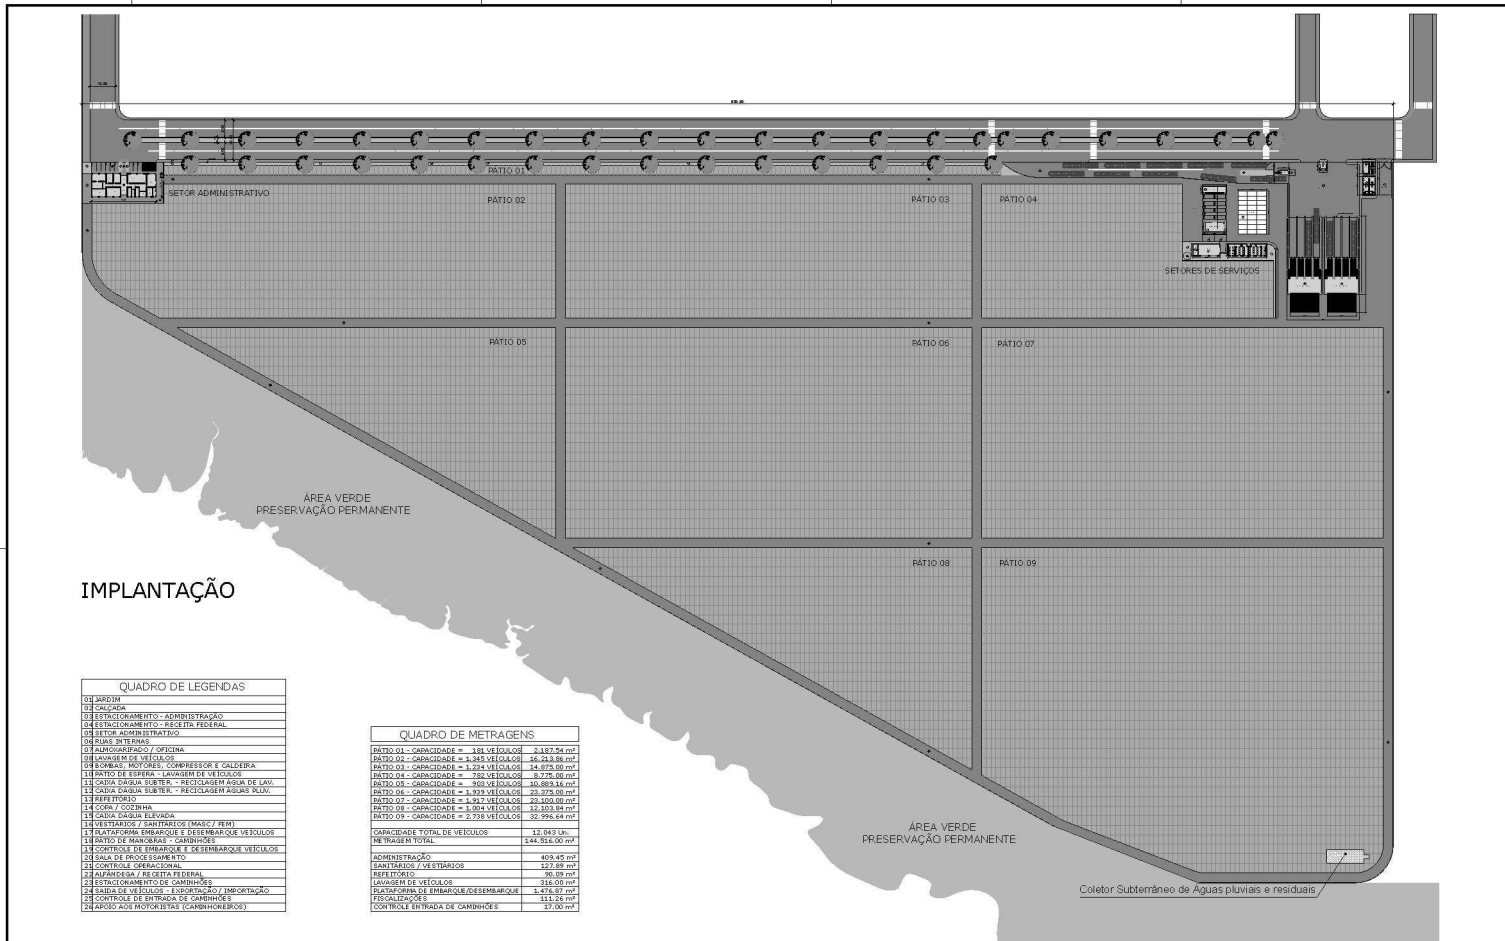 PÁTIO 01
SETOR ADMINISTRATIVO
PÁTIO 02
PÁTIO 03
PÁTIO 04
SETORES DE SERVIÇOS
PÁTIO 05
PÁTIO 06
PÁTIO 07
ÁREA VERDE
PRESERVAÇÃO PERMANENTE
PÁTIO 08
PÁTIO 09
IMPLANTAÇÃO
ÁREA VERDE
PRESERVAÇÃO PERMANENTE
Coletor Subterrâneo de Águas pluviais e residuais
QUADRO DE LEGENDAS
01 JARDIM
02 CALÇADA
03 ESTACIONAMENTO - ADMINISTRAÇÃO
04 ESTACIONAMENTO - RECEITA FEDERAL
05 SETOR ADMINISTRATIVO
06 RUAS INTERNAS
07 ALMOXARIFADO / OFICINA
08 LAVAGEM DE VEÍCULOS
09 BOMBAS, MOTORES, COMPRESSOR E CALDEIRA
10 PÁTIO DE ESPERA - LAVAGEM DE VEÍCULOS
11 CAIXA DÁGUA SUBTER. - RECICLAGEM ÁGUA DE LAV.
12 CAIXA DÁGUA SUBTER. - RECICLAGEM ÁGUAS PLUV.
13 REFEITÓRIO
14 COPA / COZINHA
15 CAIXA DÁGUA ELEVADA
16 VESTIÁRIOS / SANITÁRIOS (MASC / FEM)
17 PLATAFORMA EMBARQUE E DESEMBARQUE VEÍCULOS
18 PÁTIO DE MANOBRAS - CAMINHÕES
19 CONTROLE DE EMBARQUE E DESEMBARQUE VEÍCULOS
20 SALA DE PROCESSAMENTO
21 CONTROLE OPERACIONAL
22 ALFÂNDEGA / RECEITA FEDERAL
23 ESTACIONAMENTO DE CAMINHÕES
24 SAÍDA DE VEÍCULOS - EXPORTAÇÃO / IMPORTAÇÃO
25 CONTROLE DE ENTRADA DE CAMINHÕES
26 APOIO AOS MOTORISTAS (CAMINHONEIROS)
QUADRO DE METRAGENS
PÁTIO 01 - CAPACIDADE = 181 VEÍCULOS 2.187.54 m²
PÁTIO 02 - CAPACIDADE = 1.345 VEÍCULOS 16.213.86 m²
PÁTIO 03 - CAPACIDADE = 1.234 VEÍCULOS 14.875.00 m²
PÁTIO 04 - CAPACIDADE = 782 VEÍCULOS 8.775.00 m²
PÁTIO 05 - CAPACIDADE = 903 VEÍCULOS 10.889.16 m²
PÁTIO 06 - CAPACIDADE = 1.939 VEÍCULOS 23.375.00 m²
PÁTIO 07 - CAPACIDADE = 1.917 VEÍCULOS 23.100.00 m²
PÁTIO 08 - CAPACIDADE = 1.004 VEÍCULOS 12.103.84 m²
PÁTIO 09 - CAPACIDADE = 2.738 VEÍCULOS 32.996.64 m²
CAPACIDADE TOTAL DE VEÍCULOS 12.043 Un.
METRAGEM TOTAL 144.516.00 m²
ADMINISTRAÇÃO 409.45 m²
SANITÁRIOS / VESTIÁRIOS 127.89 m²
REFEITÓRIO 90.09 m²
LAVAGEM DE VEÍCULOS 316.00 m²
PLATAFORMA DE EMBARQUE/DESEMBARQUE 1.476.87 m²
FISCALIZAÇÕES 111.26 m²
CONTROLE ENTRADA DE CAMINHÕES 17.00 m²